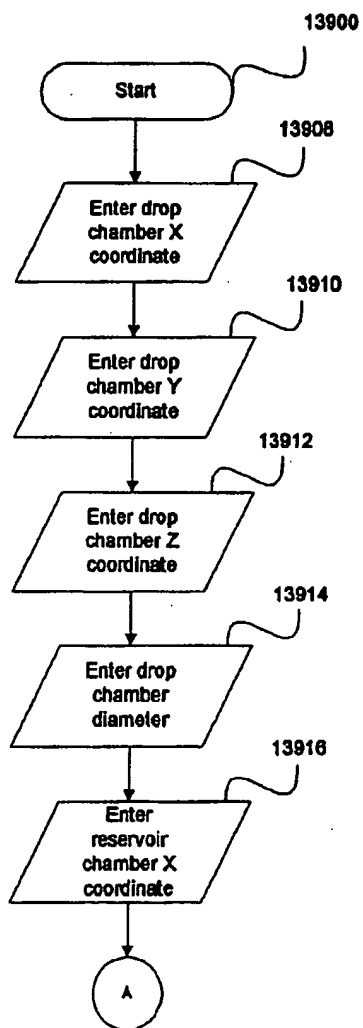 13900
Start
13908
Enter drop
chamber X
coordinate
13910
Enter drop
chamber Y
coordinate
13912
Enter drop
chamber Z
coordinate
13914
Enter drop
chamber
diameter
13916
Enter
reservoir
chamber X
coordinate
A